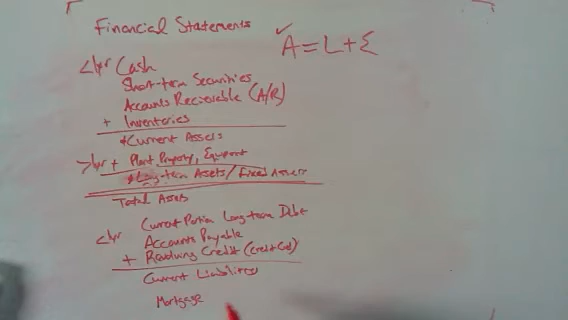 Financial Statements
✓A = L + E
<1yr Cash
Short-term Securities
Accounts Recievable (A/R)
+ Inventories
*Current Assets
>1yr + Plant, Property, Equipment
*Long-term Assets/Fixed Assets
Total Assets
Current Portion Long-term Debt
<1yr Accounts Payable
+ Revolving Credit (Credit Card)
Current Liabilities
Mortgage